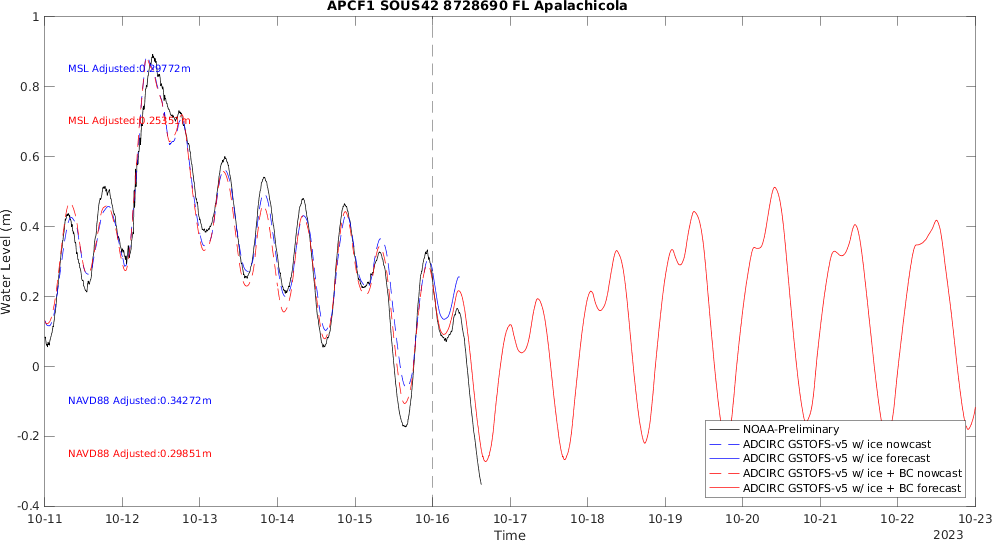 APCF1 SOUS42 8728690 FL Apalachicola
MSL Adjusted:0.29772m
MSL Adjusted:0.2535 m
NAVD88 Adjusted:0.34272m
NAVD88 Adjusted:0.29851m
Water Level (m)
1
0.8
0.6
0.4
0.2
0
-0.2
-0.4
10-11 10-12 10-13 10-14 10-15 10-16 10-17 10-18 10-19 10-20 10-21 10-22 10-23
Time
2023
NOAA-Preliminary
ADCIRC GSTOFS-v5 w/ ice nowcast
ADCIRC GSTOFS-v5 w/ ice forecast
ADCIRC GSTOFS-v5 w/ ice + BC nowcast
ADCIRC GSTOFS-v5 w/ ice + BC forecast